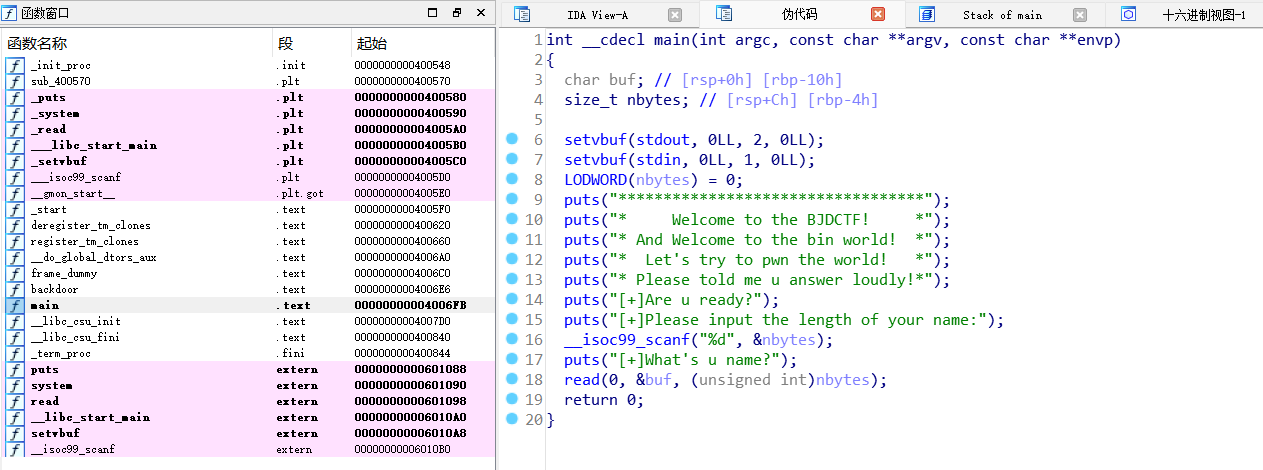 函数窗口
函数名称 段 起始
f _init_proc .init 0000000000400548
f sub_400570 .plt 0000000000400570
f _puts .plt 0000000000400580
f _system .plt 0000000000400590
f _read .plt 00000000004005A0
f ___libc_start_main .plt 00000000004005B0
f _setvbuf .plt 00000000004005C0
f ___isoc99_scanf .plt 00000000004005D0
f __gmon_start__ .plt.got 00000000004005E0
f _start .text 00000000004005F0
f deregister_tm_clones .text 0000000000400620
f register_tm_clones .text 0000000000400660
f __do_global_dtors_aux .text 00000000004006A0
f frame_dummy .text 00000000004006C0
f backdoor .text 00000000004006E6
f main .text 00000000004006FB
f __libc_csu_init .text 00000000004007D0
f __libc_csu_fini .text 0000000000400840
f _term_proc .fini 0000000000400844
f puts extern 0000000000601088
f system extern 0000000000601090
f read extern 0000000000601098
f __libc_start_main extern 00000000006010A0
f setvbuf extern 00000000006010A8
f __isoc99_scanf extern 00000000006010B0
IDA View-A 伪代码 Stack of main 十六进制视图-1
1 int __cdecl main(int argc, const char **argv, const char **envp)
2 {
3   char buf; // [rsp+0h] [rbp-10h]
4   size_t nbytes; // [rsp+Ch] [rbp-4h]
5
6   setvbuf(stdout, 0LL, 2, 0LL);
7   setvbuf(stdin, 0LL, 1, 0LL);
8   LODWORD(nbytes) = 0;
9   puts("**********************************");
10   puts("*     Welcome to the BJDCTF!     *");
11   puts("* And Welcome to the bin world!  *");
12   puts("*  Let's try to pwn the world!   *");
13   puts("* Please told me u answer loudly!*");
14   puts("[+]Are u ready?");
15   puts("[+]Please input the length of your name:");
16   __isoc99_scanf("%d", &nbytes);
17   puts("[+]What's u name?");
18   read(0, &buf, (unsigned int)nbytes);
19   return 0;
20 }